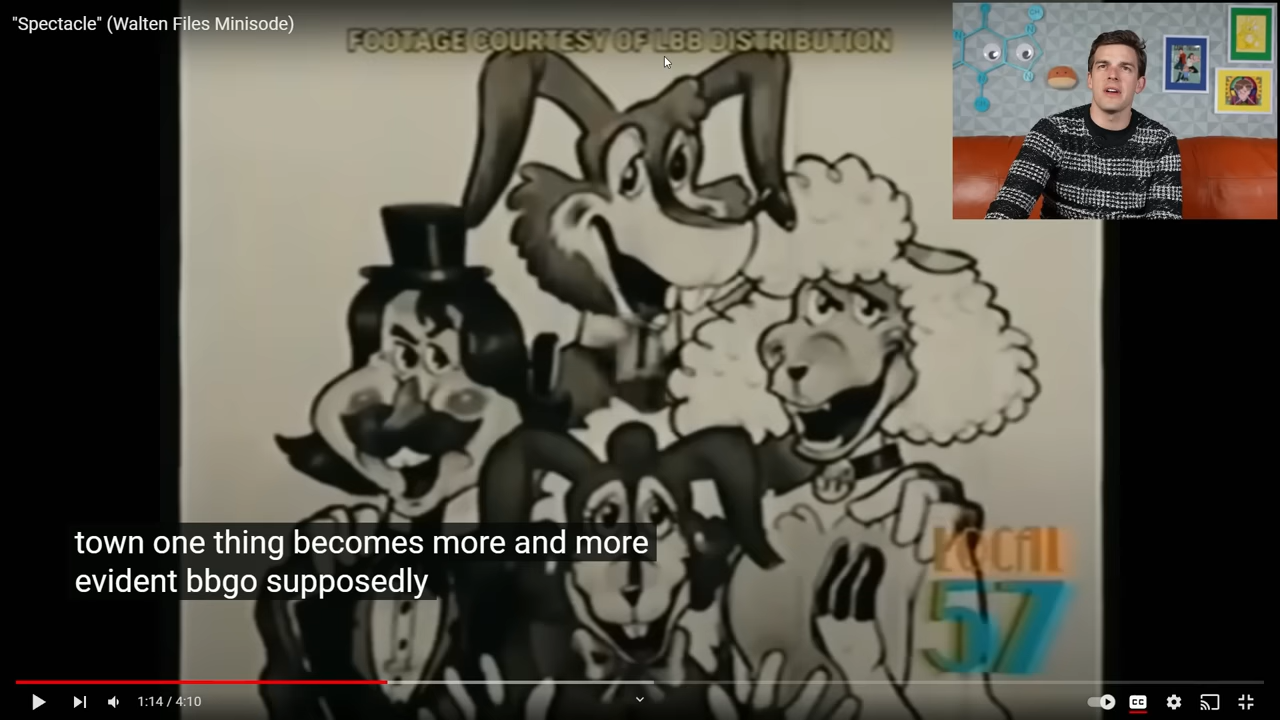 "Spectacle" (Walten Files Minisode)
FOOTAGE COURTESY OF LBB DISTRIBUTION
town one thing becomes more and more
evident bbgo supposedly
LOCAL
57
1:14 / 4:10
CC